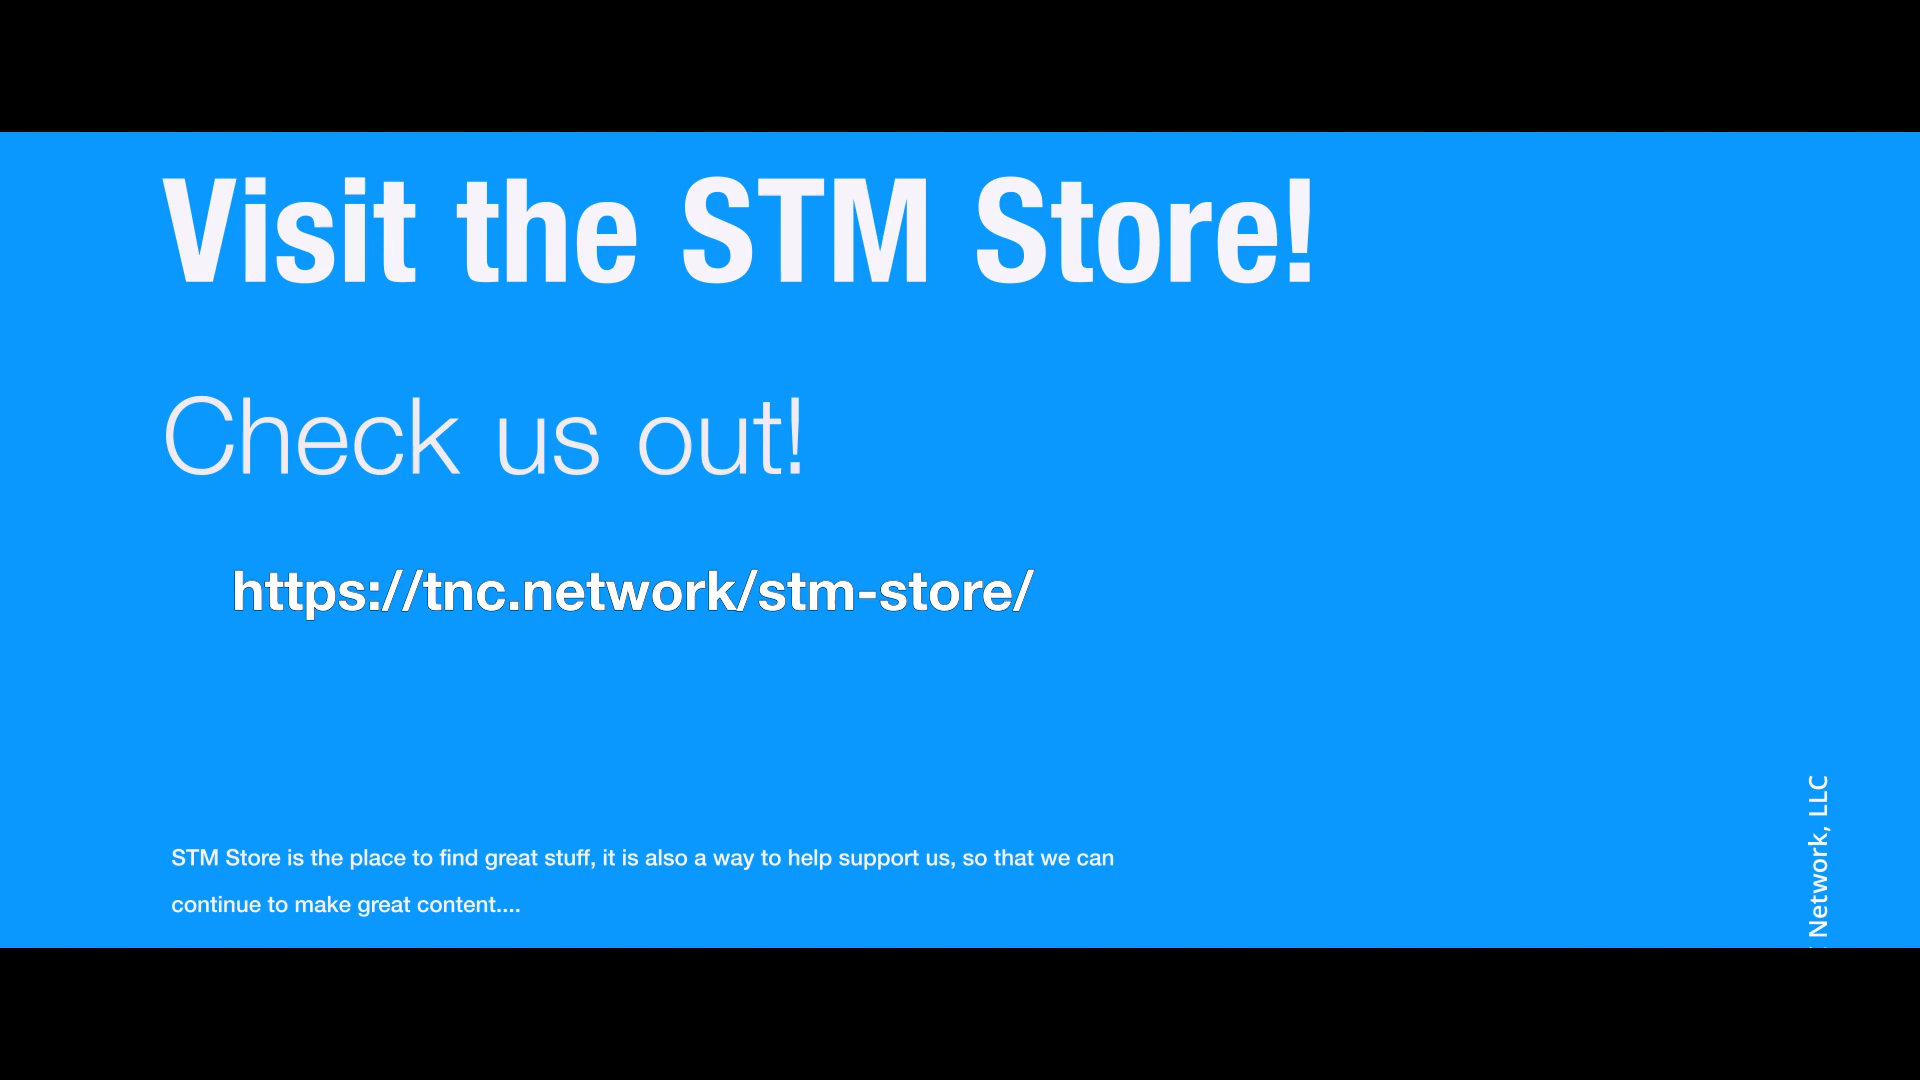 Visit the STM Store!
Check us out!
https://tnc.network/stm-store/
STM Store is the place to find great stuff, it is also a way to help support us, so that we can
continue to make great content....
Network, LLC